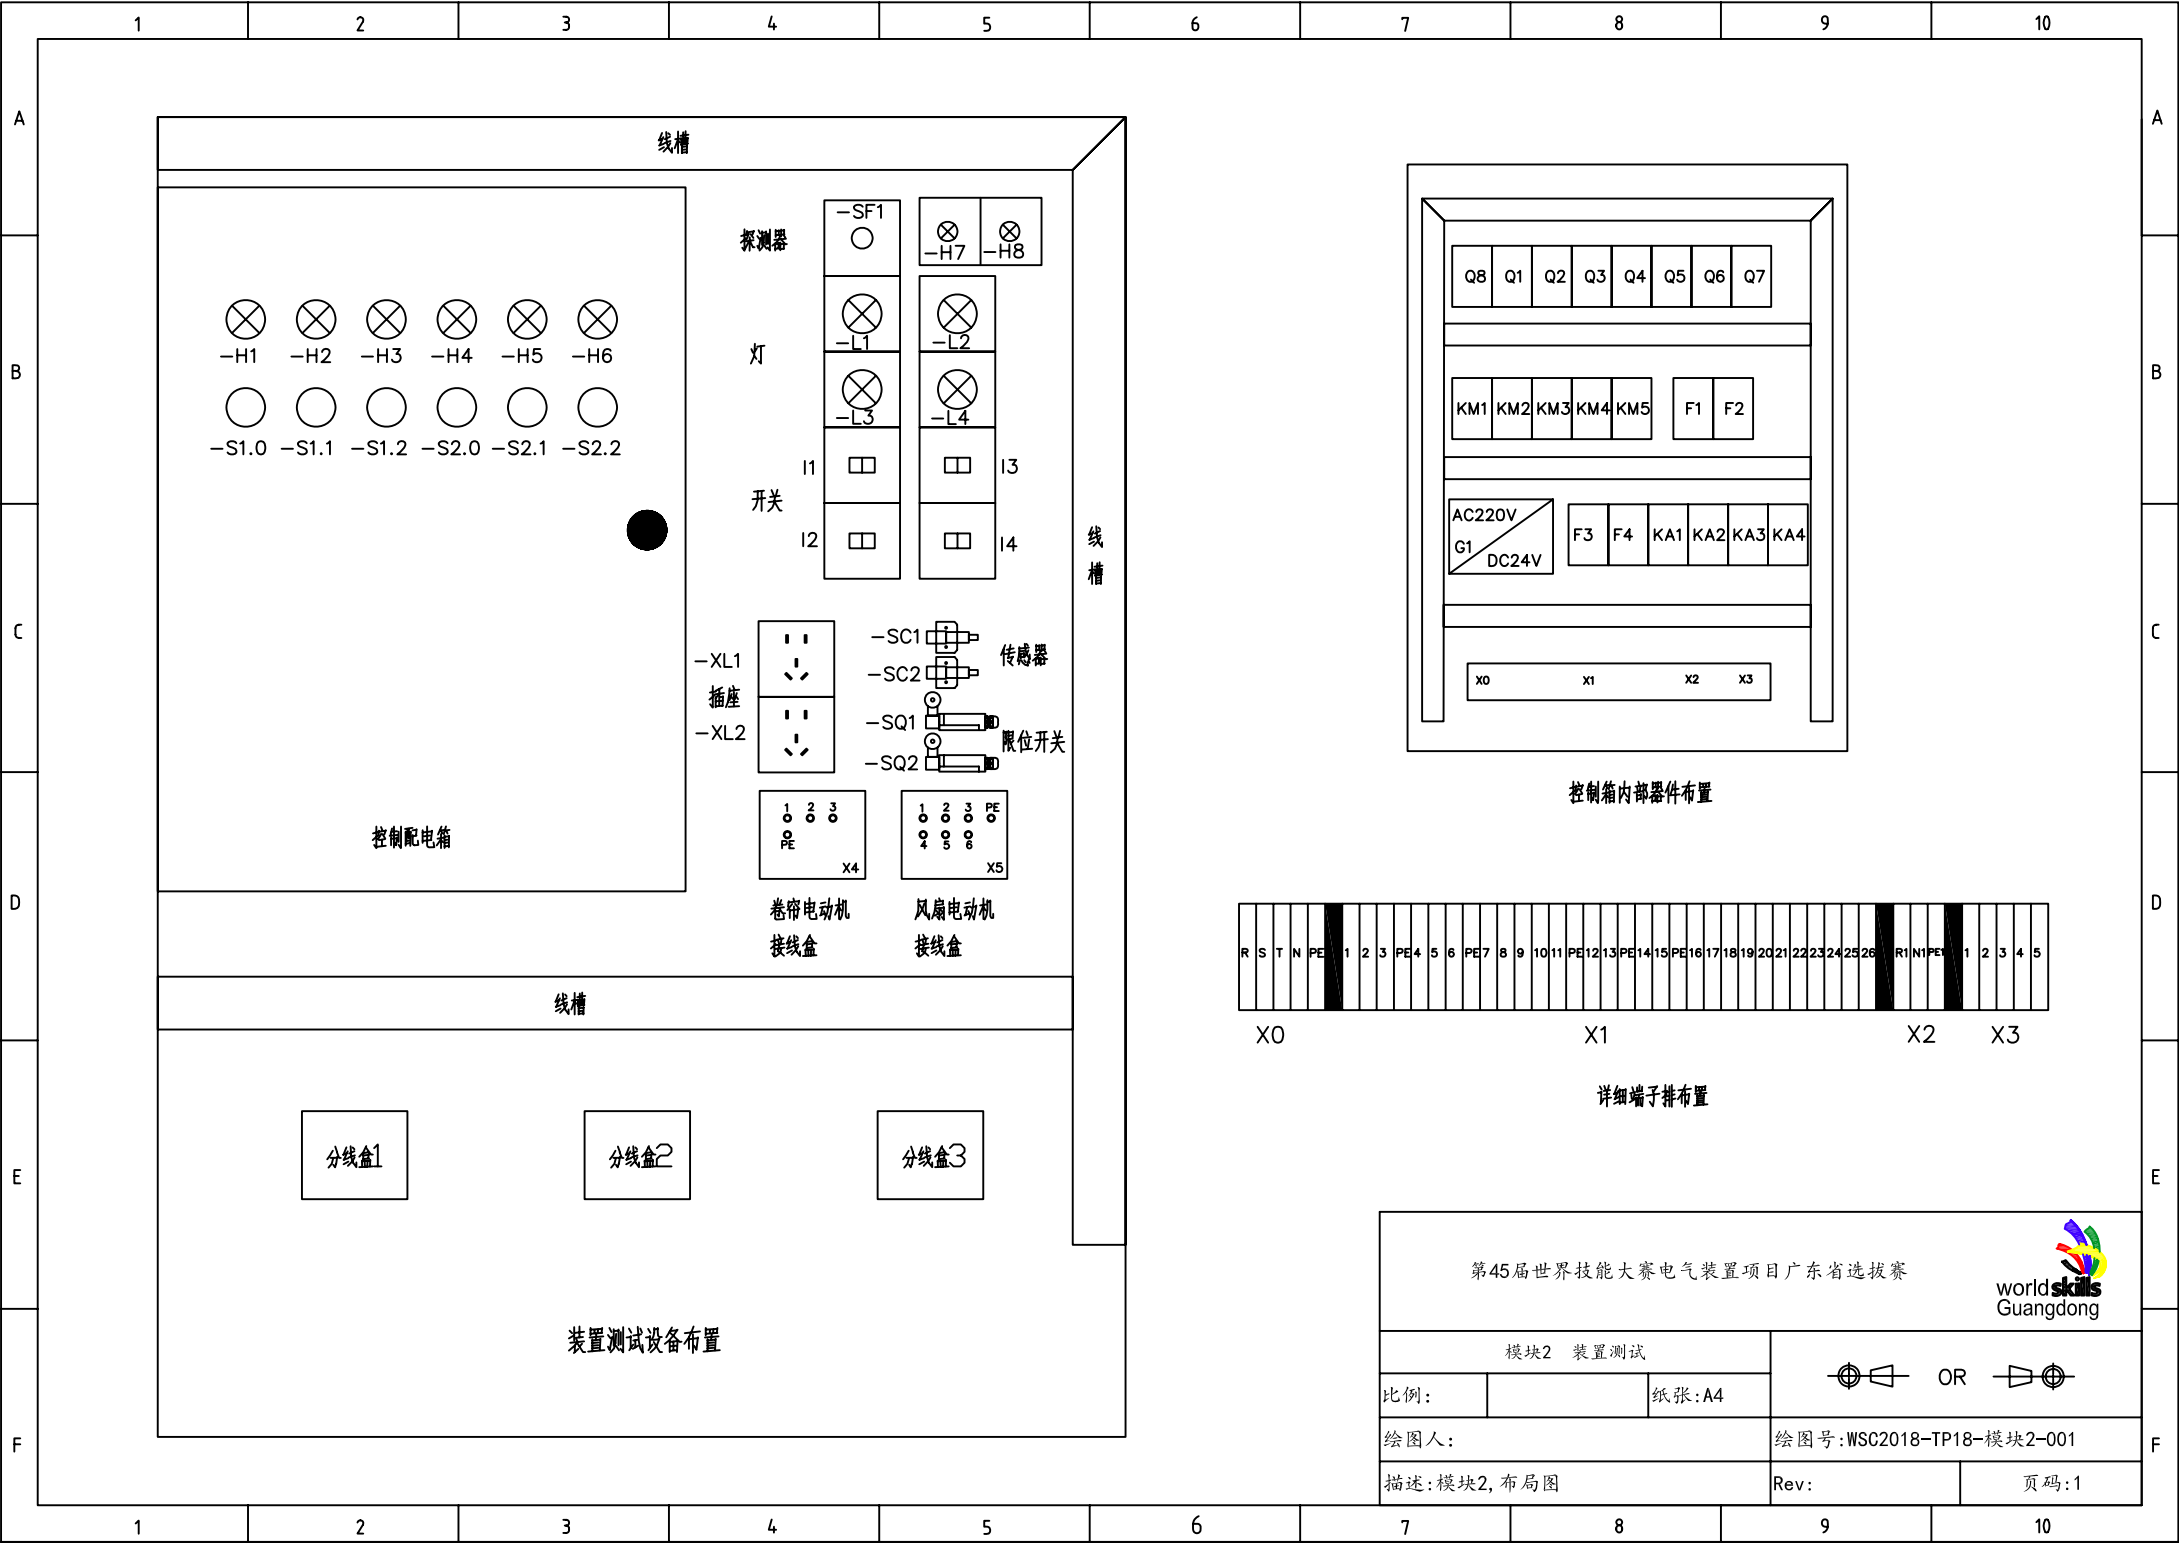 1 2 3 4 5 6 7 8 9 10
A A
线槽
-SF1
探测器
-H7 -H8
Q8 Q1 Q2 Q3 Q4 Q5 Q6 Q7
-H1 -H2 -H3 -H4 -H5 -H6
灯
-L1 -L2
B B
-L3 -L4
KM1 KM2 KM3 KM4 KM5 F1 F2
-S1.0 -S1.1 -S1.2 -S2.0 -S2.1 -S2.2
I1 I3
开关
I2 I4
线槽
AC220V
G1
DC24V
F3 F4 KA1 KA2 KA3 KA4
C C
-SC1
-XL1
传感器
-SC2
插座
X0 X1 X2 X3
-XL2
-SQ1
限位开关
-SQ2
控制箱内部器件布置
1 2 3
PE
X4
1 2 3 PE
4 5 6
X5
控制配电箱
D D
卷帘电动机
接线盒
风扇电动机
接线盒
R S T N PE 1 2 3 PE 4 5 6 PE 7 8 9 10 11 PE 12 13 PE 14 15 PE 16 17 18 19 20 21 22 23 24 25 26 R1 N1 PE1 1 2 3 4 5
X0 X1 X2 X3
线槽
详细端子排布置
分线盒1 分线盒2 分线盒3
E E
第45届世界技能大赛电气装置项目广东省选拔赛
worldskills
Guangdong
装置测试设备布置
模块2 装置测试
比例: 纸张:A4
OR
F F
绘图人: 绘图号:WSC2018-TP18-模块2-001
描述:模块2,布局图 Rev: 页码:1
1 2 3 4 5 6 7 8 9 10